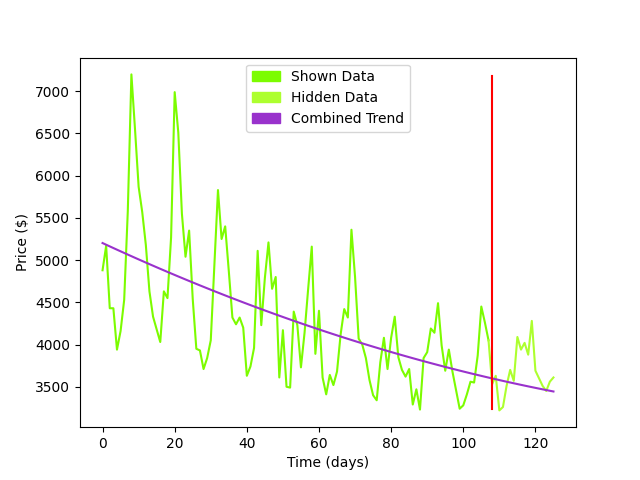 Shown Data
Hidden Data
Combined Trend
Price ($)
7000
6500
6000
5500
5000
4500
4000
3500
0 20 40 60 80 100 120
Time (days)